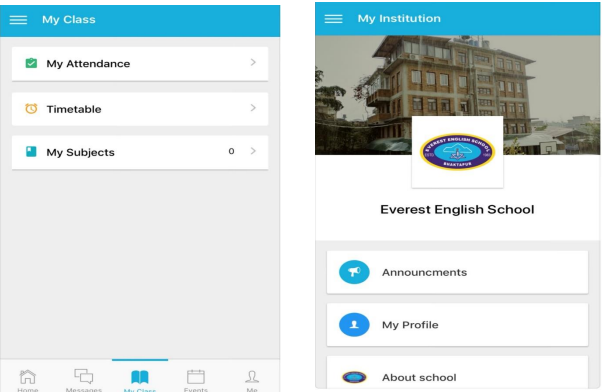 My Class
My Attendance
Timetable
My Subjects 0
Home Messages My Class Events Me
My Institution
EVEREST ENGLISH SCHOOL
BHAKTAPUR
Everest English School
Announcments
My Profile
About school